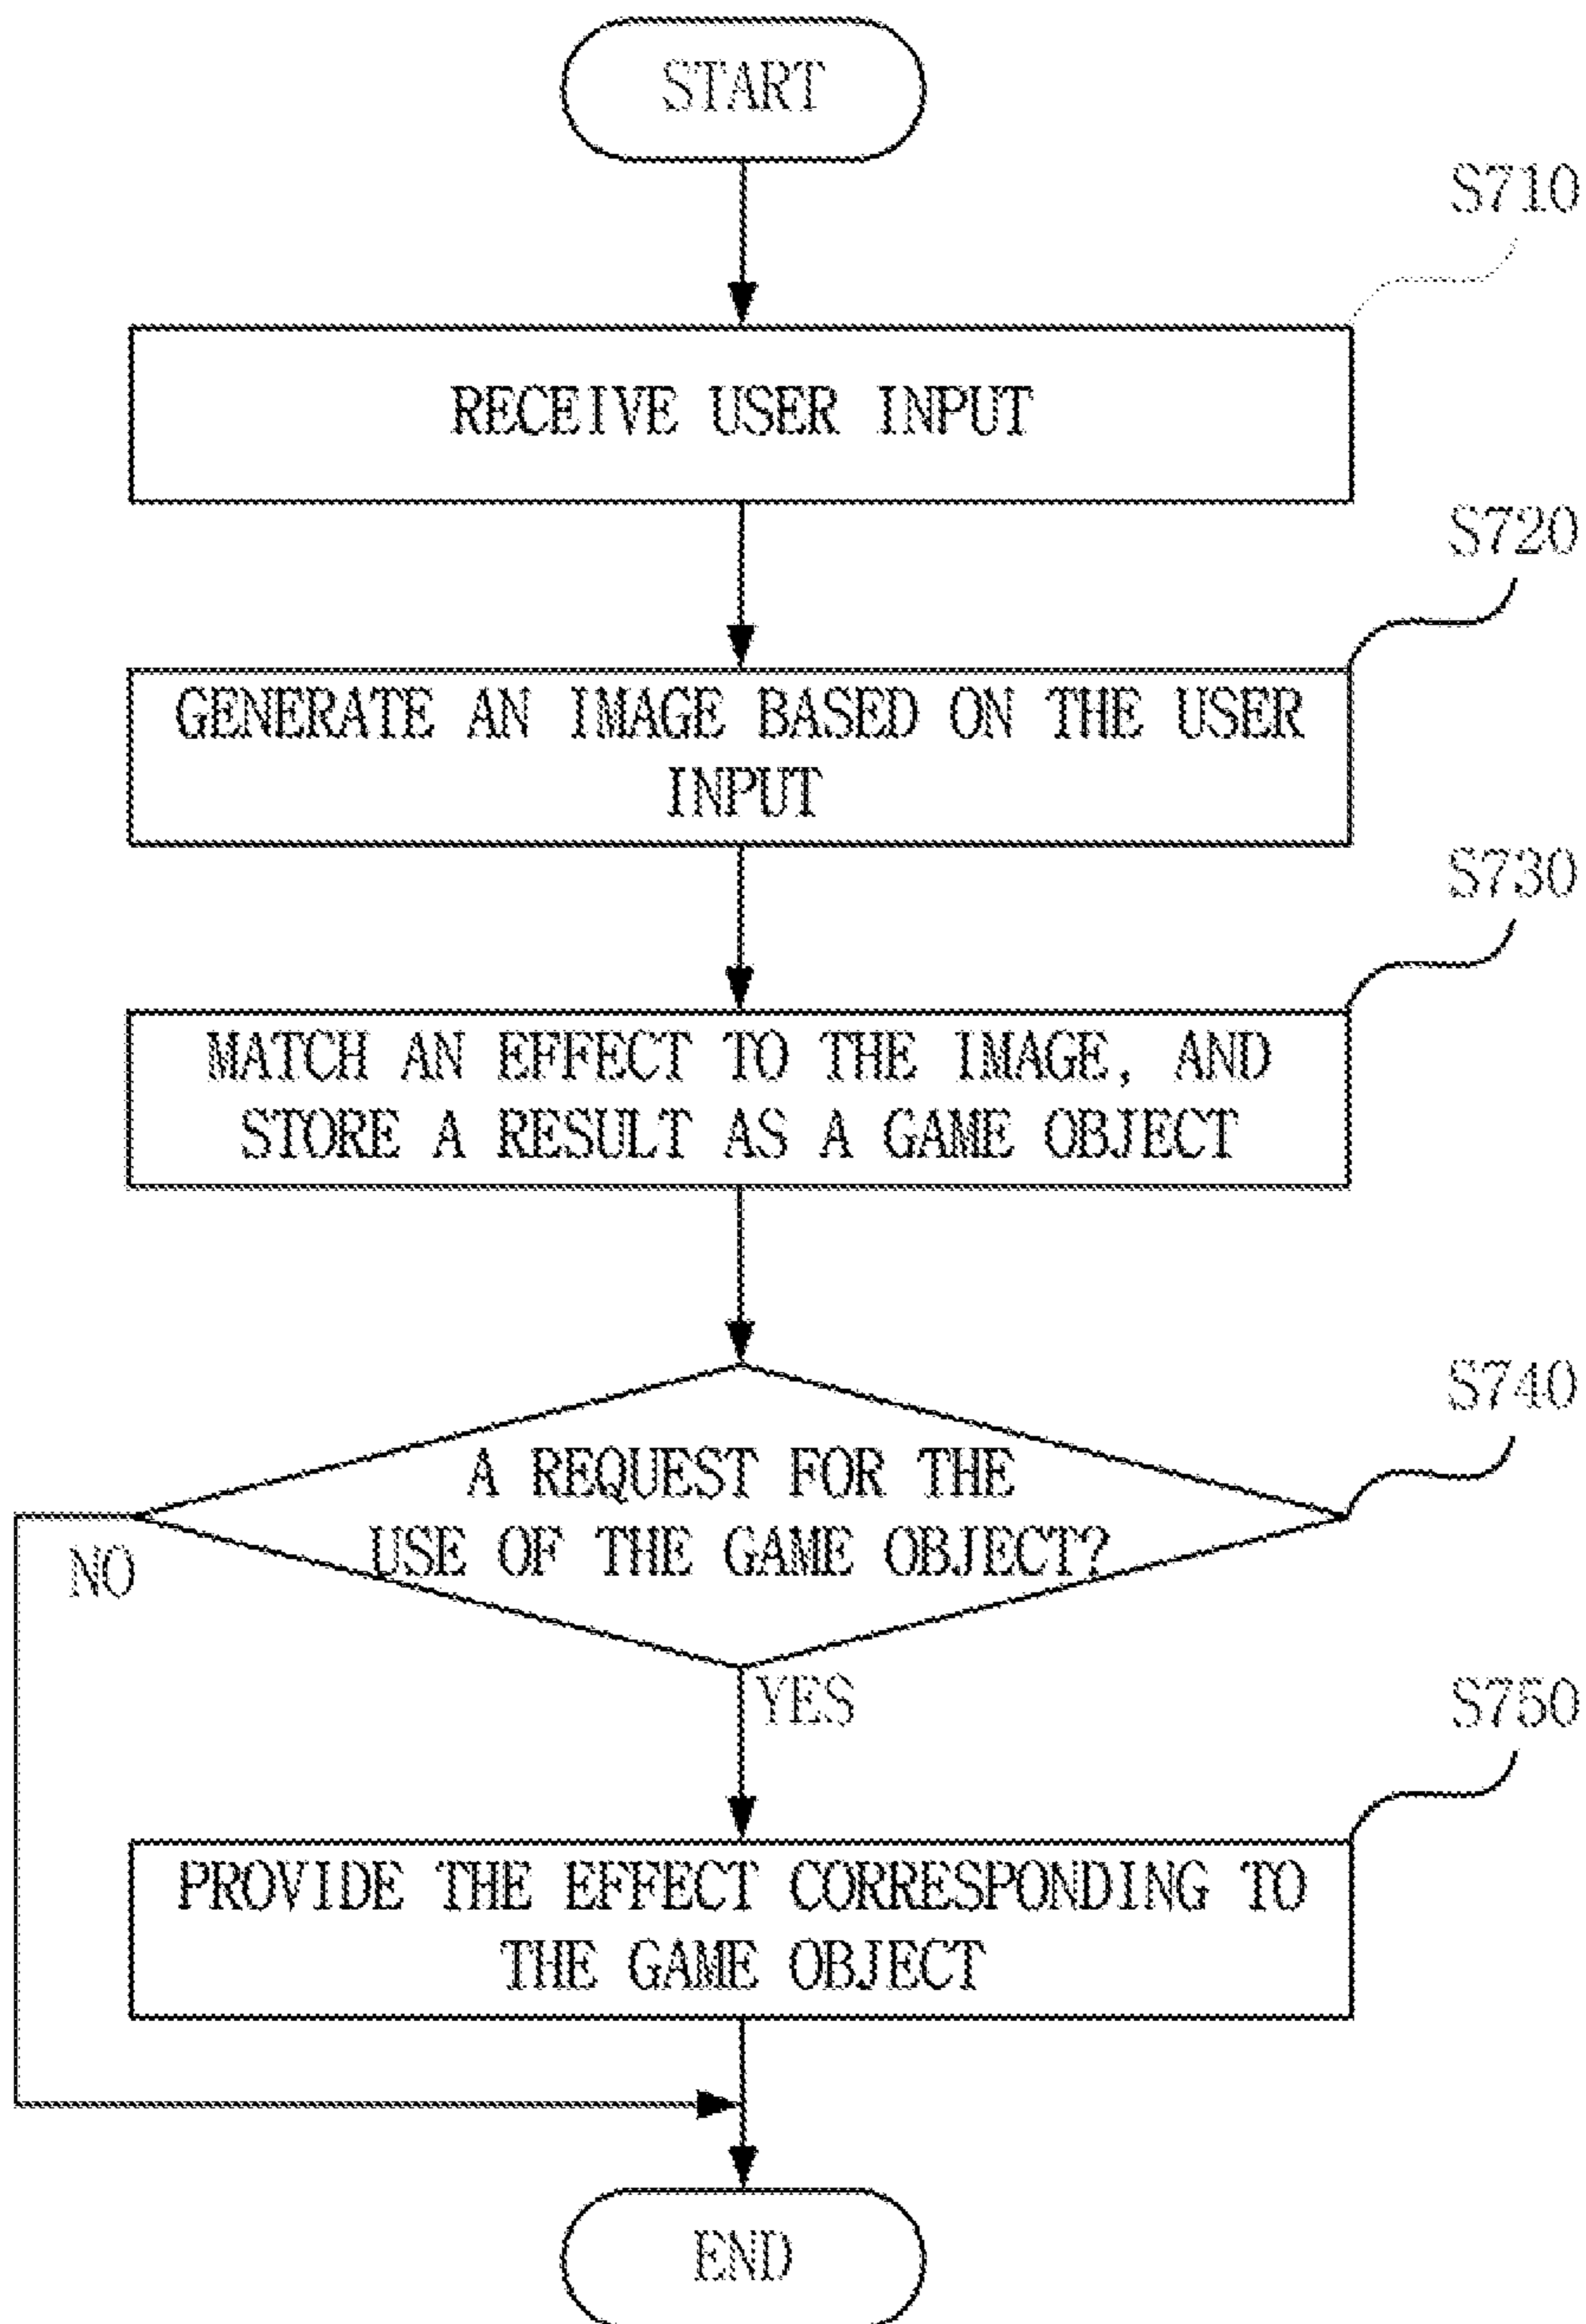 START
S710
RECEIVE USER INPUT
S720
GENERATE AN IMAGE BASED ON THE USER
INPUT
S730
MATCH AN EFFECT TO THE IMAGE, AND
STORE A RESULT AS A GAME OBJECT
S740
A REQUEST FOR THE
USE OF THE GAME OBJECT?
NO
YES
S750
PROVIDE THE EFFECT CORRESPONDING TO
THE GAME OBJECT
END